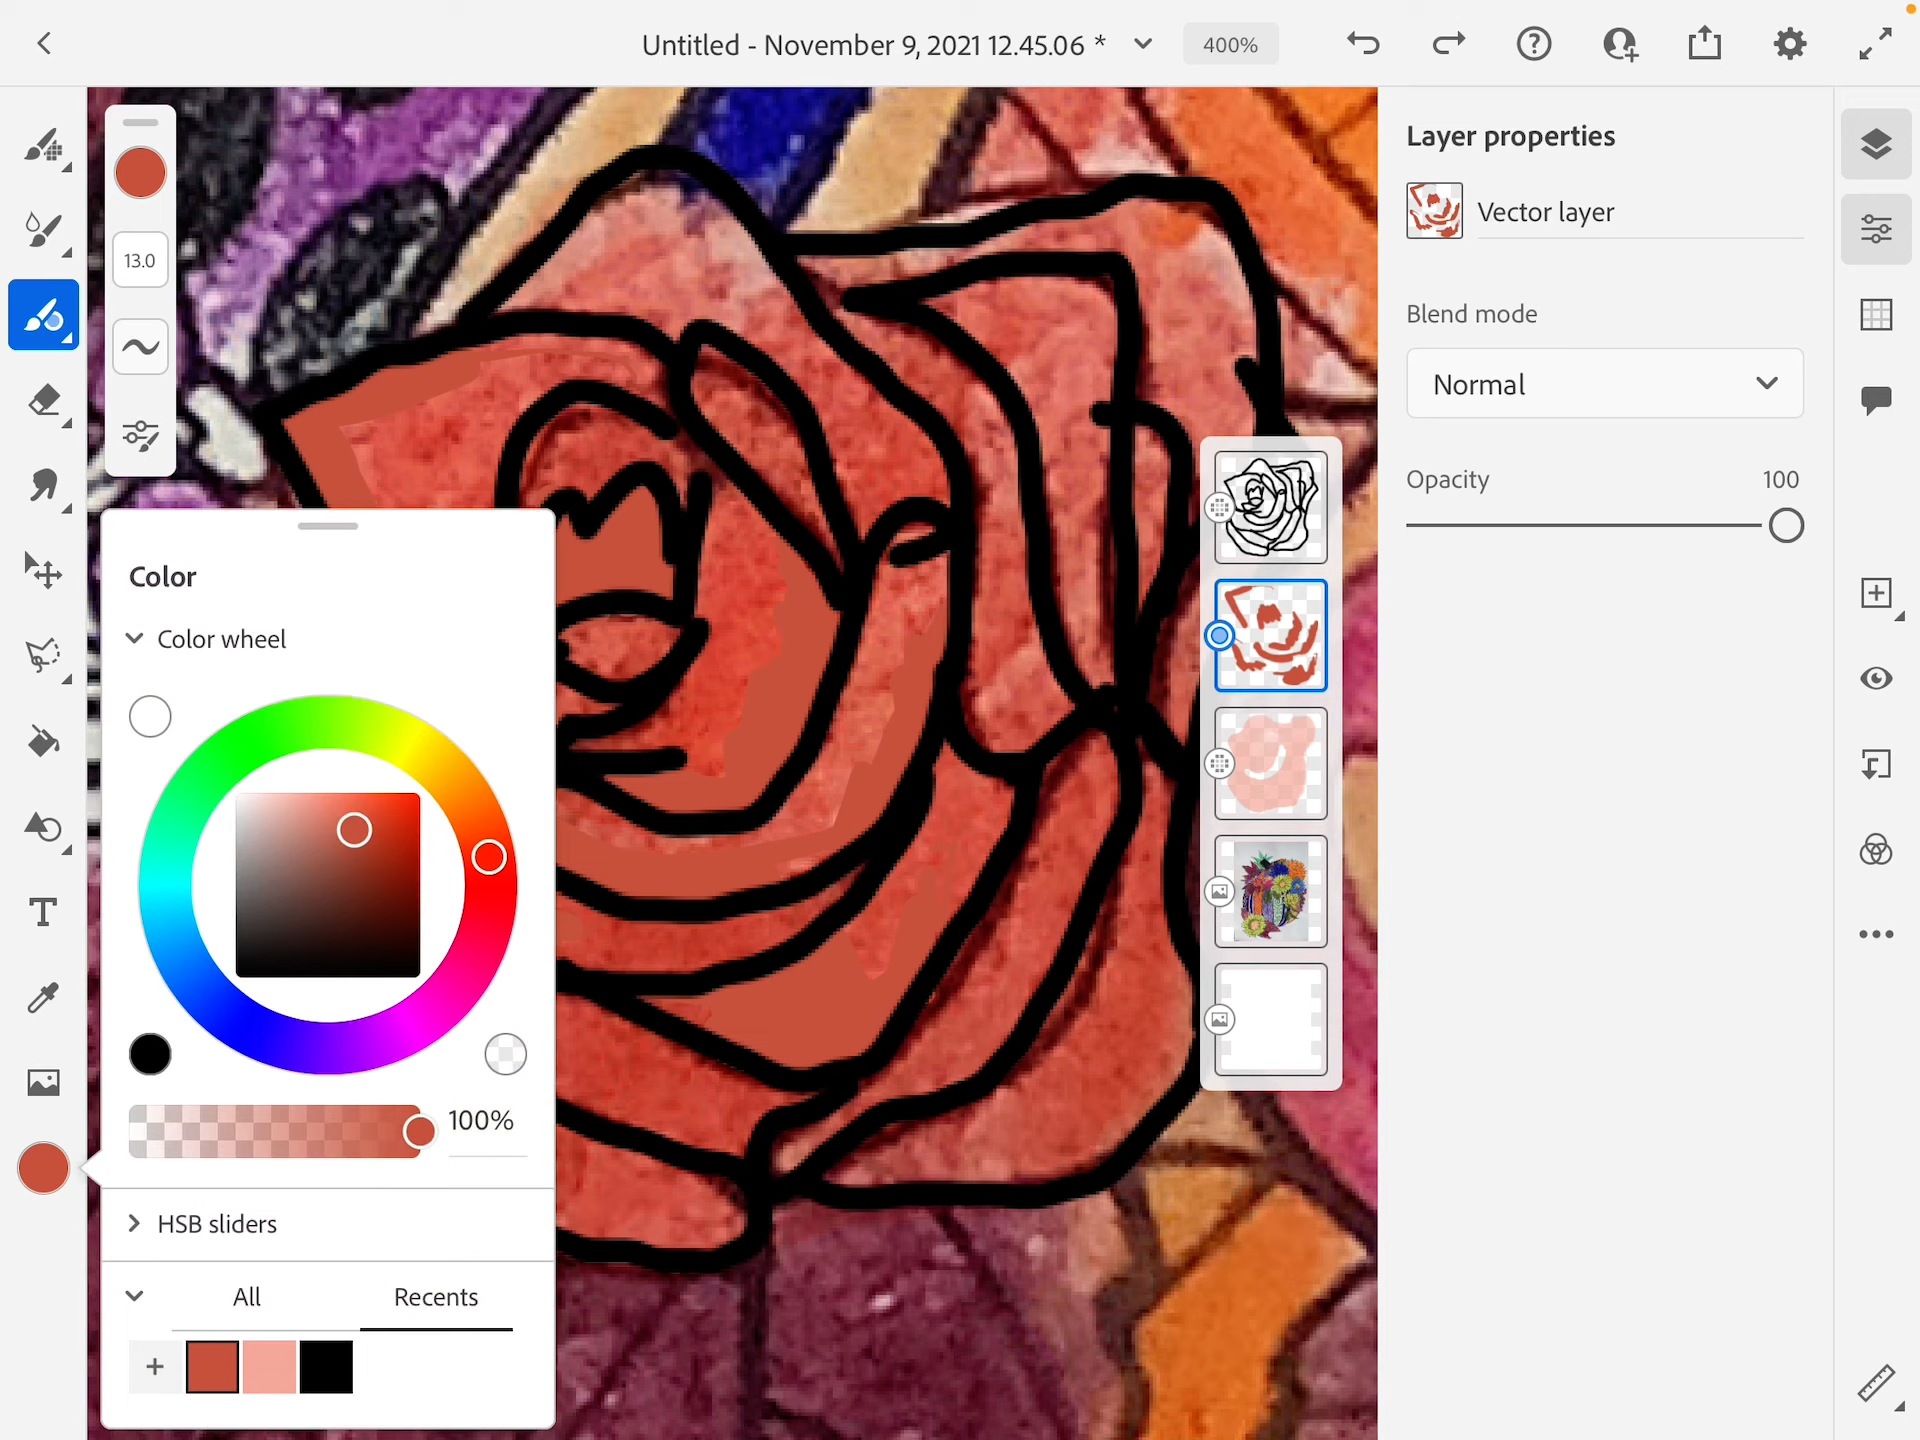 Untitled - November 9, 2021 12.45.06 *
400%
13.0
Color
Color wheel
100%
HSB sliders
All
Recents
+
Layer properties
Vector layer
Blend mode
Normal
Opacity
100
T